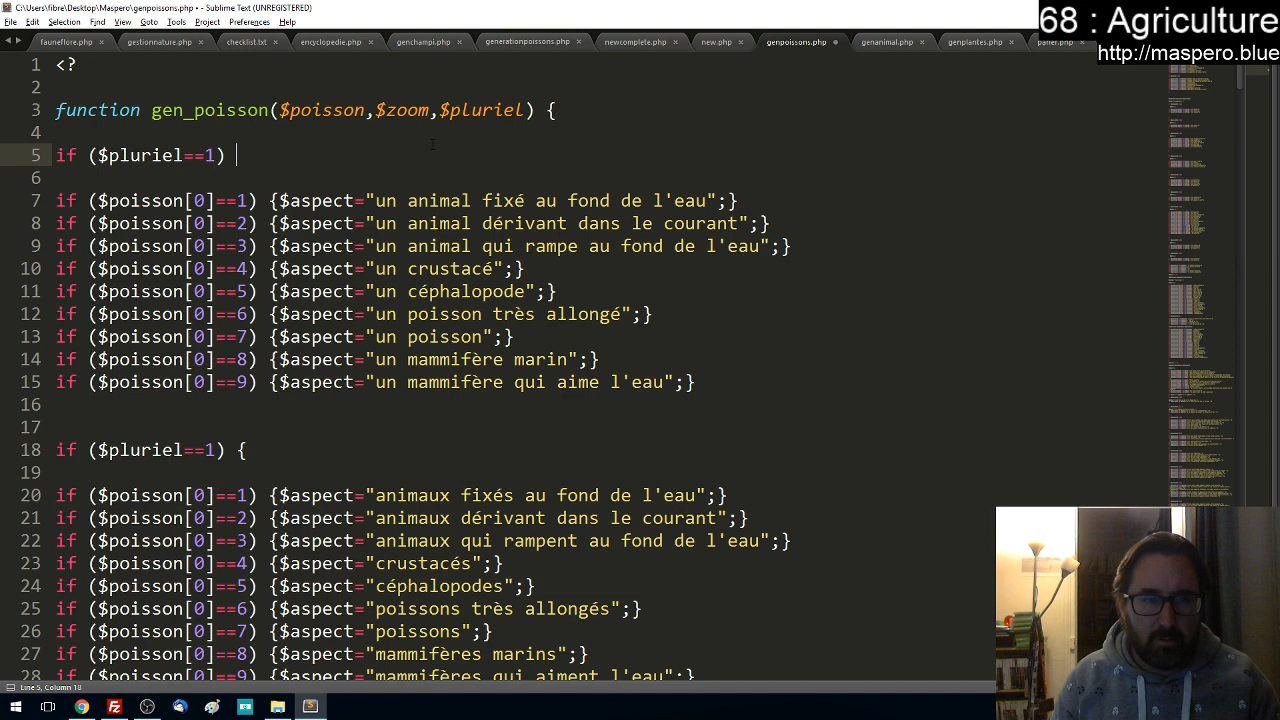 C:\Users\fibre\Desktop\Maspero\genpoissons.php • - Sublime Text (UNREGISTERED)
68 : Agriculture
http://maspero.blue
File Edit Selection Find View Goto Tools Project Preferences Help
fauneflore.php × gestionnature.php × checklist.txt × encyclopedie.php × genchampi.php × generationpoissons.php × newcomplete.php × new.php × genpoissons.php genanimal.php × genplantes.php ×
1 <?
2
3 function gen_poisson($poisson,$zoom,$pluriel) {
4
5 if ($pluriel==1)
6
7 if ($poisson[0]==1) {$aspect="un animal fixé au fond de l'eau";}
8 if ($poisson[0]==2) {$aspect="un animal dérivant dans le courant";}
9 if ($poisson[0]==3) {$aspect="un animal qui rampe au fond de l'eau";}
10 if ($poisson[0]==4) {$aspect="un crustacé";}
11 if ($poisson[0]==5) {$aspect="un céphalopode";}
12 if ($poisson[0]==6) {$aspect="un poisson très allongé";}
13 if ($poisson[0]==7) {$aspect="un poisson";}
14 if ($poisson[0]==8) {$aspect="un mammifère marin";}
15 if ($poisson[0]==9) {$aspect="un mammifère qui aime l'eau";}
16
17
18 if ($pluriel==1) {
19
20 if ($poisson[0]==1) {$aspect="animaux fixés au fond de l'eau";}
21 if ($poisson[0]==2) {$aspect="animaux dérivant dans le courant";}
22 if ($poisson[0]==3) {$aspect="animaux qui rampent au fond de l'eau";}
23 if ($poisson[0]==4) {$aspect="crustacés";}
24 if ($poisson[0]==5) {$aspect="céphalopodes";}
25 if ($poisson[0]==6) {$aspect="poissons très allongés";}
26 if ($poisson[0]==7) {$aspect="poissons";}
27 if ($poisson[0]==8) {$aspect="mammifères marins";}
28 if ($poisson[0]==9) {$aspect="mammifères qui aiment l'eau";}
Line 5, Column 18